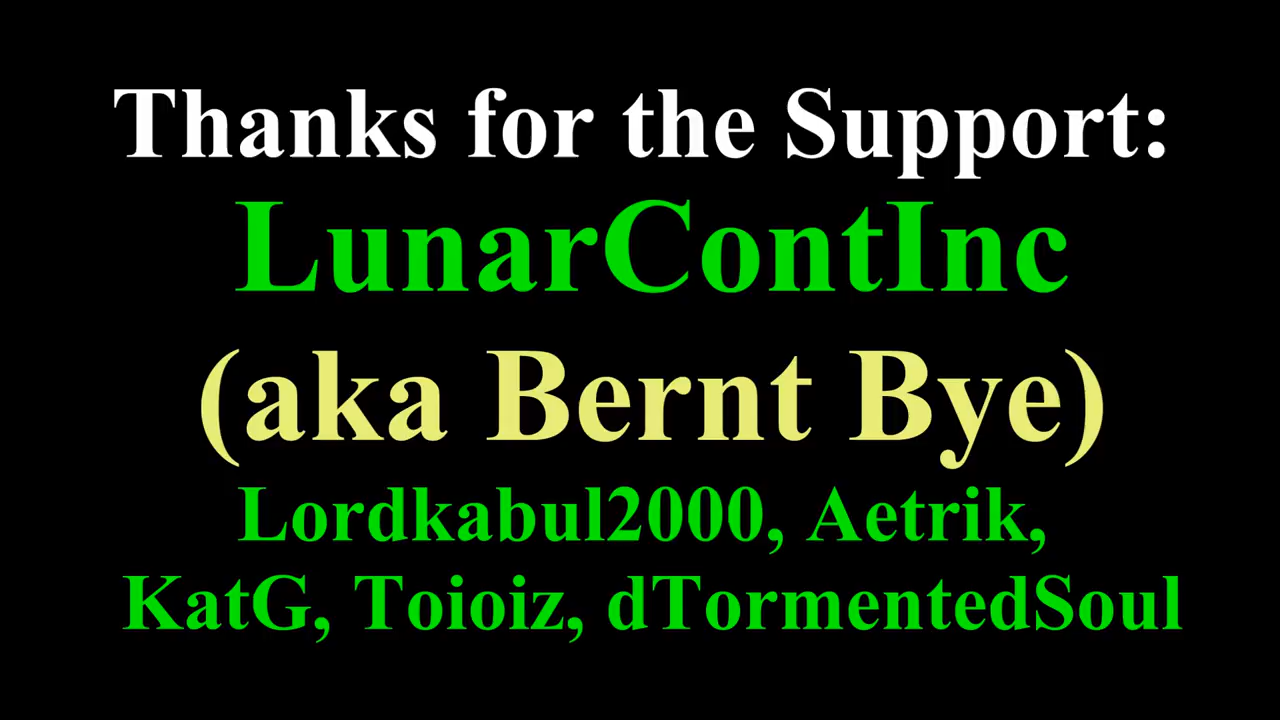 Thanks for the Support:
LunarContInc
(aka Bernt Bye)
Lordkabul2000, Aetrik,
KatG, Toioiz, dTormentedSoul